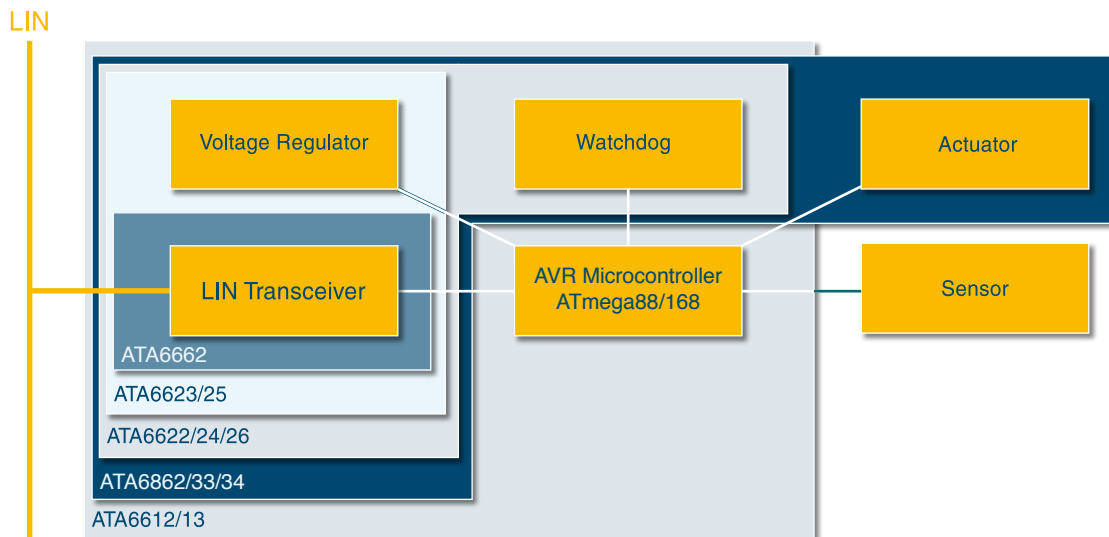 LIN
Voltage Regulator
Watchdog
Actuator
LIN Transceiver
AVR Microcontroller
ATmega88/168
Sensor
ATA6662
ATA6623/25
ATA6622/24/26
ATA6862/33/34
ATA6612/13